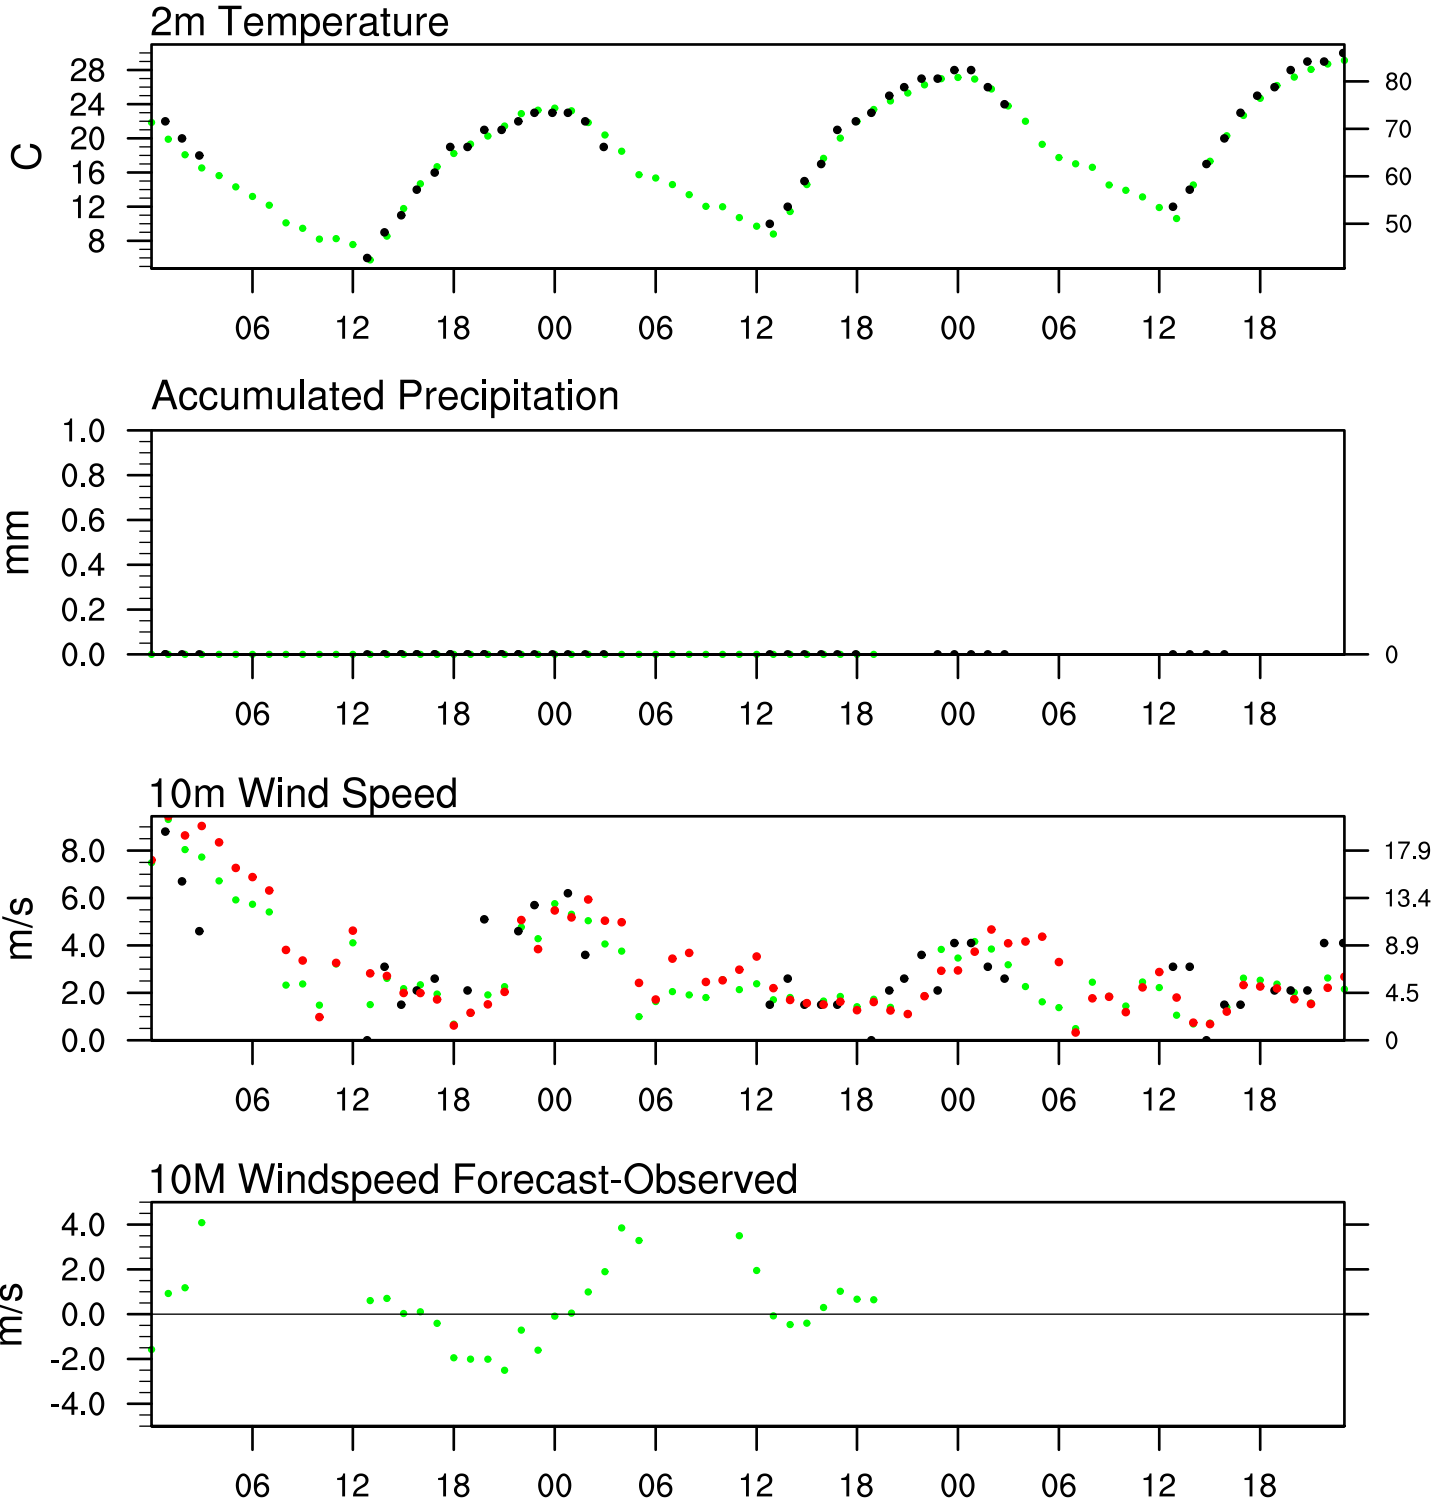 2m Temperature
C
28
24
20
16
12
8
80
70
60
50
06 12 18 00 06 12 18 00 06 12 18
Accumulated Precipitation
mm
1.0
0.8
0.6
0.4
0.2
0.0
0
06 12 18 00 06 12 18 00 06 12 18
10m Wind Speed
m/s
8.0
6.0
4.0
2.0
0.0
17.9
13.4
8.9
4.5
0
06 12 18 00 06 12 18 00 06 12 18
10M Windspeed Forecast-Observed
m/s
4.0
2.0
0.0
-2.0
-4.0
06 12 18 00 06 12 18 00 06 12 18